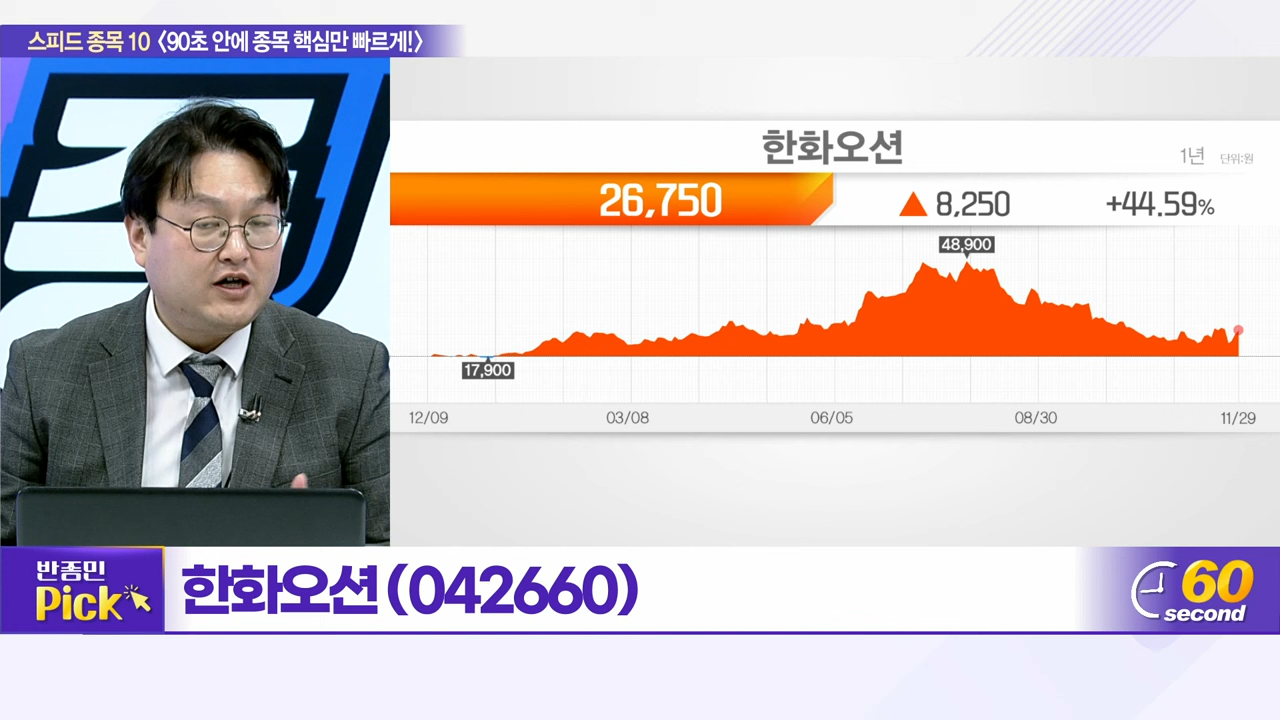 스피드 종목 10 <90초 안에 종목 핵심만 빠르게!>
한화오션
1년 단위:원
26,750 ▲ 8,250 +44.59%
48,900
17,900
12/09 03/08 06/05 08/30 11/29
반종민
Pick
한화오션(042660)
60
second